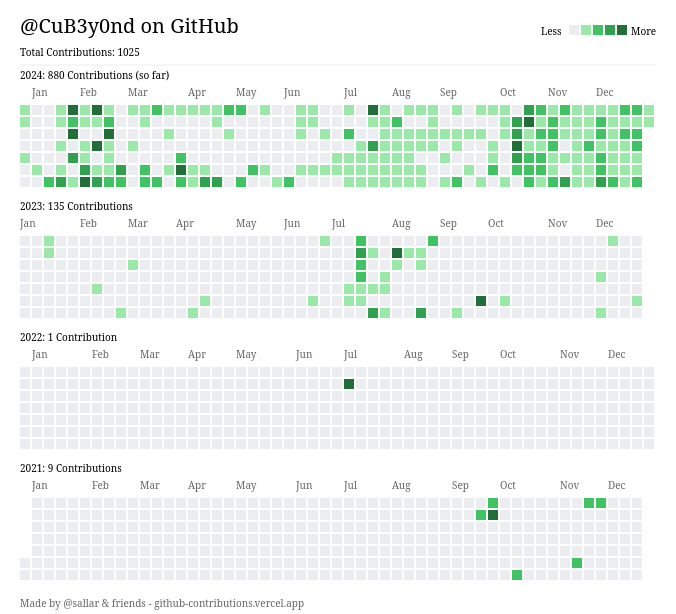 @CuB3y0nd on GitHub
Less More
Total Contributions: 1025
2024: 880 Contributions (so far)
Jan Feb Mar Apr May Jun Jul Aug Oct Nov Dec
2023: 135 Contributions
Jan Feb Mar Apr May Jun Jul Aug Sep Oct Nov Dec
2022: 1 Contribution
Jan Feb Mar Apr May Jun Jul Aug Sep Oct Nov Dec
2021: 9 Contributions
Jan Feb Mar Apr May Jun Jul Aug Sep Oct Nov Dec
Made by @sallar & friends - github-contributions.vercel.app